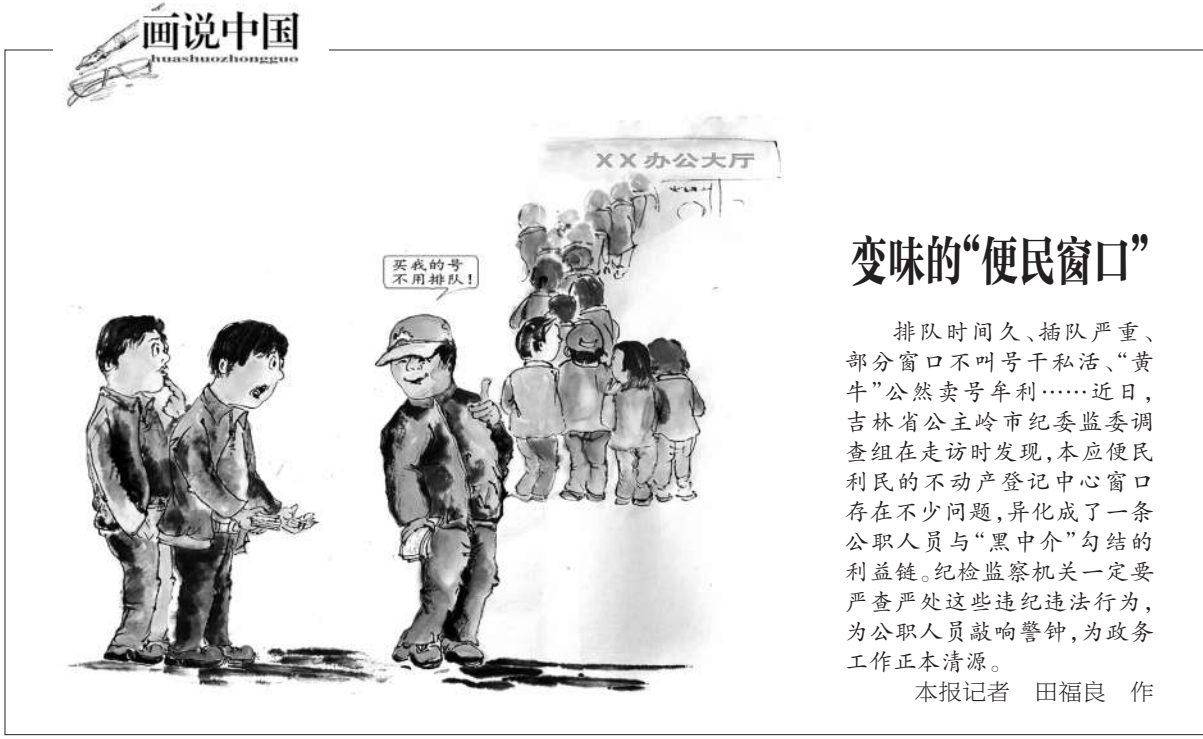 画说中国
huashuozhongguo
XX办公大厅
买我的号
不用排队!
变味的“便民窗口”
排队时间久、插队严重、
部分窗口不叫号干私活、“黄
牛”公然卖号牟利……近日,
吉林省公主岭市纪委监委调
查组在走访时发现,本应便民
利民的不动产登记中心窗口
存在不少问题,异化成了一条
公职人员与“黑中介”勾结的
利益链。纪检监察机关一定要
严查严处这些违纪违法行为,
为公职人员敲响警钟,为政务
工作正本清源。
本报记者 田福良 作